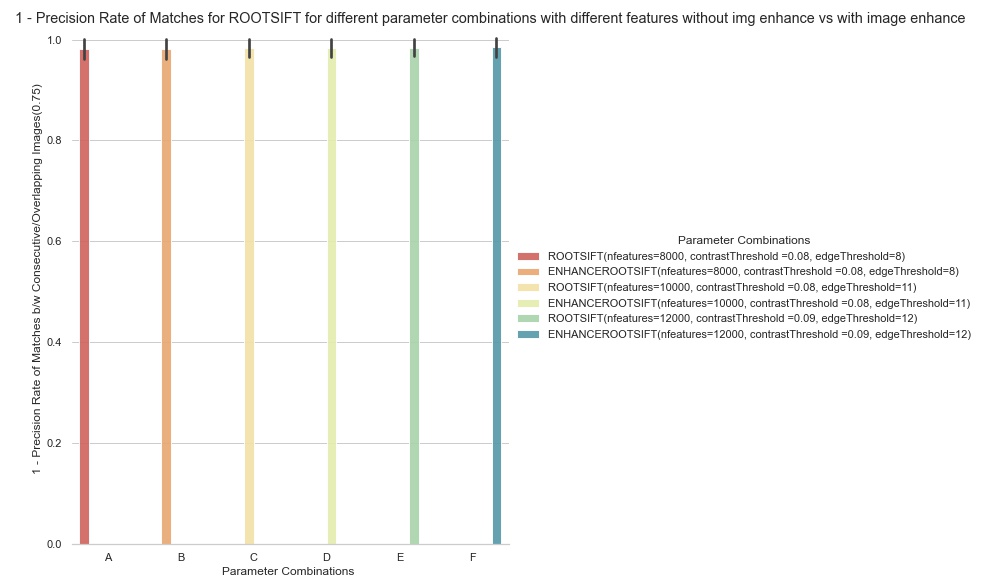 1 - Precision Rate of Matches for ROOTSIFT for different parameter combinations with different features without img enhance vs with image enhance
1 - Precision Rate of Matches b/w Consecutive/Overlapping Images(0.75)
1.0
0.8
0.6
0.4
0.2
0.0
A B C D E F
Parameter Combinations
Parameter Combinations
ROOTSIFT(nfeatures=8000, contrastThreshold =0.08, edgeThreshold=8)
ENHANCEROOTSIFT(nfeatures=8000, contrastThreshold =0.08, edgeThreshold=8)
ROOTSIFT(nfeatures=10000, contrastThreshold =0.08, edgeThreshold=11)
ENHANCEROOTSIFT(nfeatures=10000, contrastThreshold =0.08, edgeThreshold=11)
ROOTSIFT(nfeatures=12000, contrastThreshold =0.09, edgeThreshold=12)
ENHANCEROOTSIFT(nfeatures=12000, contrastThreshold =0.09, edgeThreshold=12)